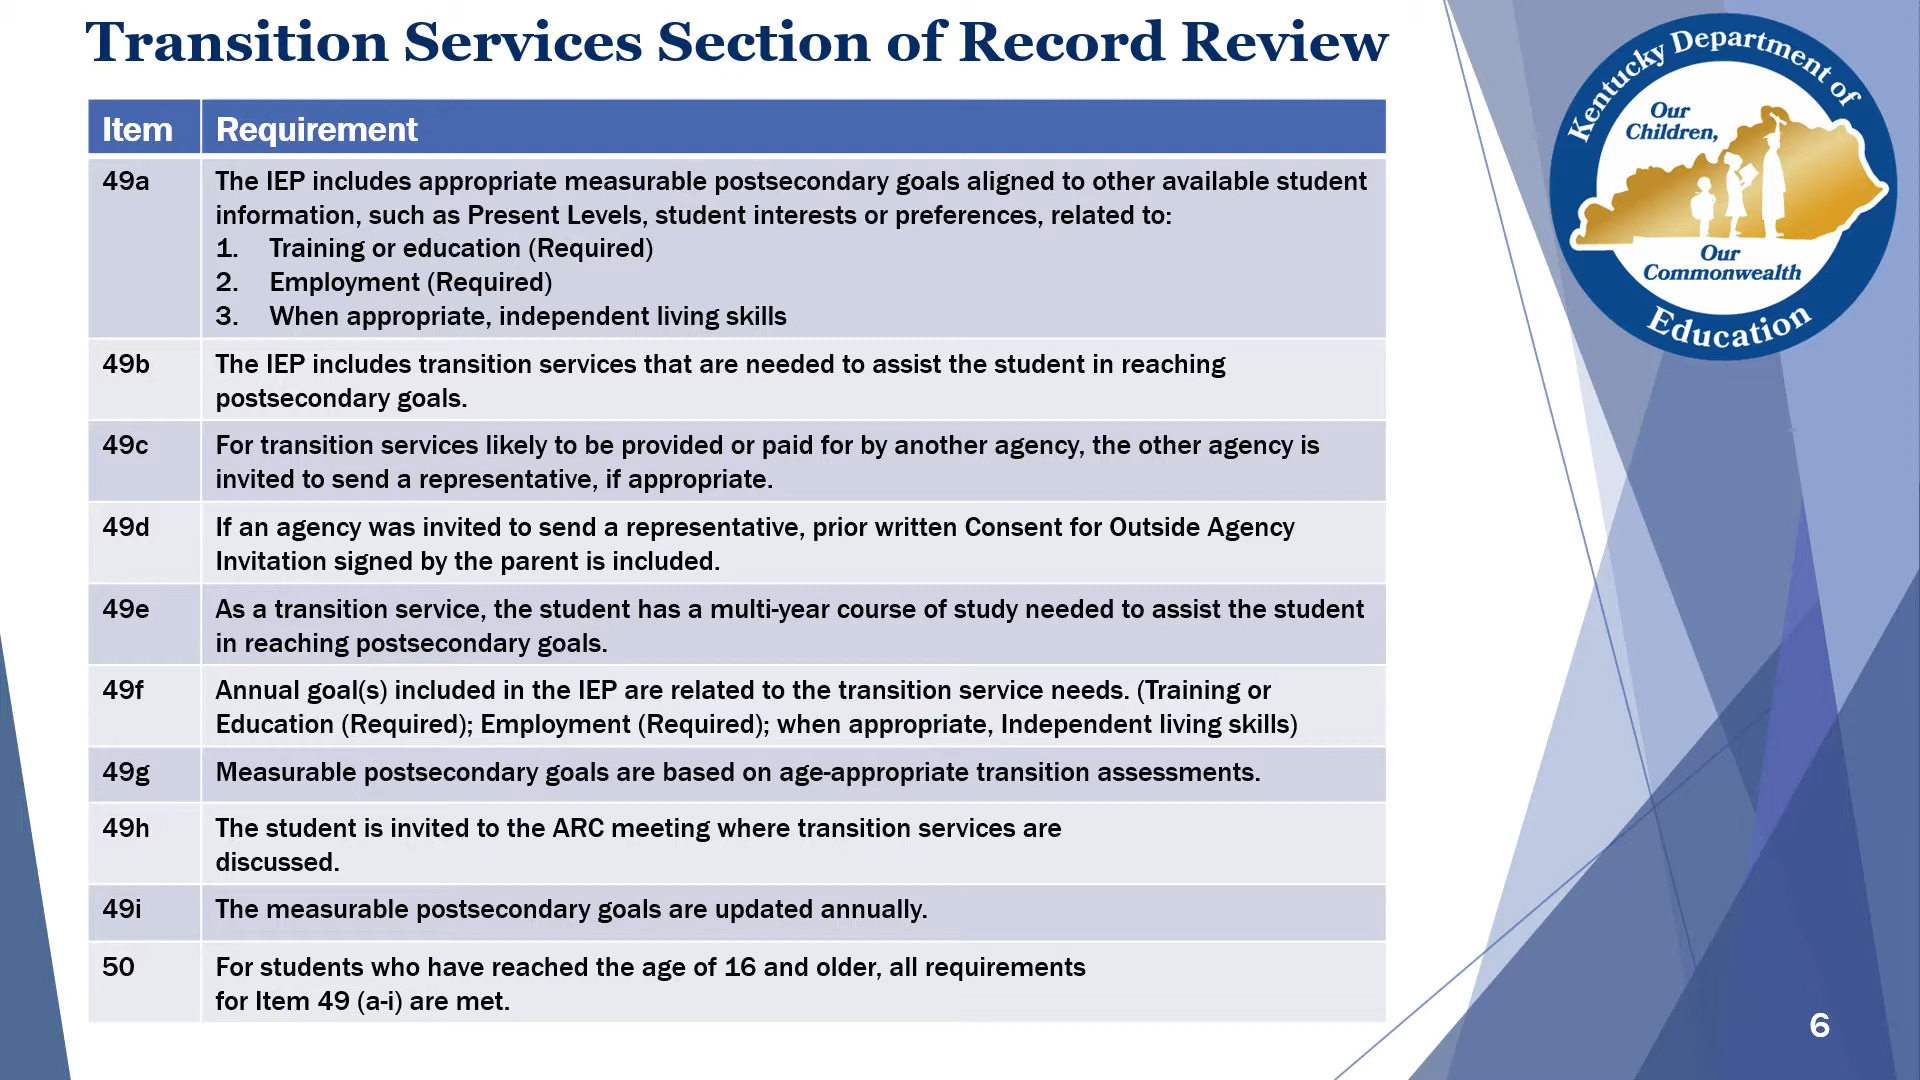 Transition Services Section of Record Review
Item Requirement
49a The IEP includes appropriate measurable postsecondary goals aligned to other available student
information, such as Present Levels, student interests or preferences, related to:
1. Training or education (Required)
2. Employment (Required)
3. When appropriate, independent living skills
49b The IEP includes transition services that are needed to assist the student in reaching
postsecondary goals.
49c For transition services likely to be provided or paid for by another agency, the other agency is
invited to send a representative, if appropriate.
49d If an agency was invited to send a representative, prior written Consent for Outside Agency
Invitation signed by the parent is included.
49e As a transition service, the student has a multi-year course of study needed to assist the student
in reaching postsecondary goals.
49f Annual goal(s) included in the IEP are related to the transition service needs. (Training or
Education (Required); Employment (Required); when appropriate, Independent living skills)
49g Measurable postsecondary goals are based on age-appropriate transition assessments.
49h The student is invited to the ARC meeting where transition services are
discussed.
49i The measurable postsecondary goals are updated annually.
50 For students who have reached the age of 16 and older, all requirements
for Item 49 (a-i) are met.
Kentucky Department of
Our
Children,
Our
Commonwealth
Education
6